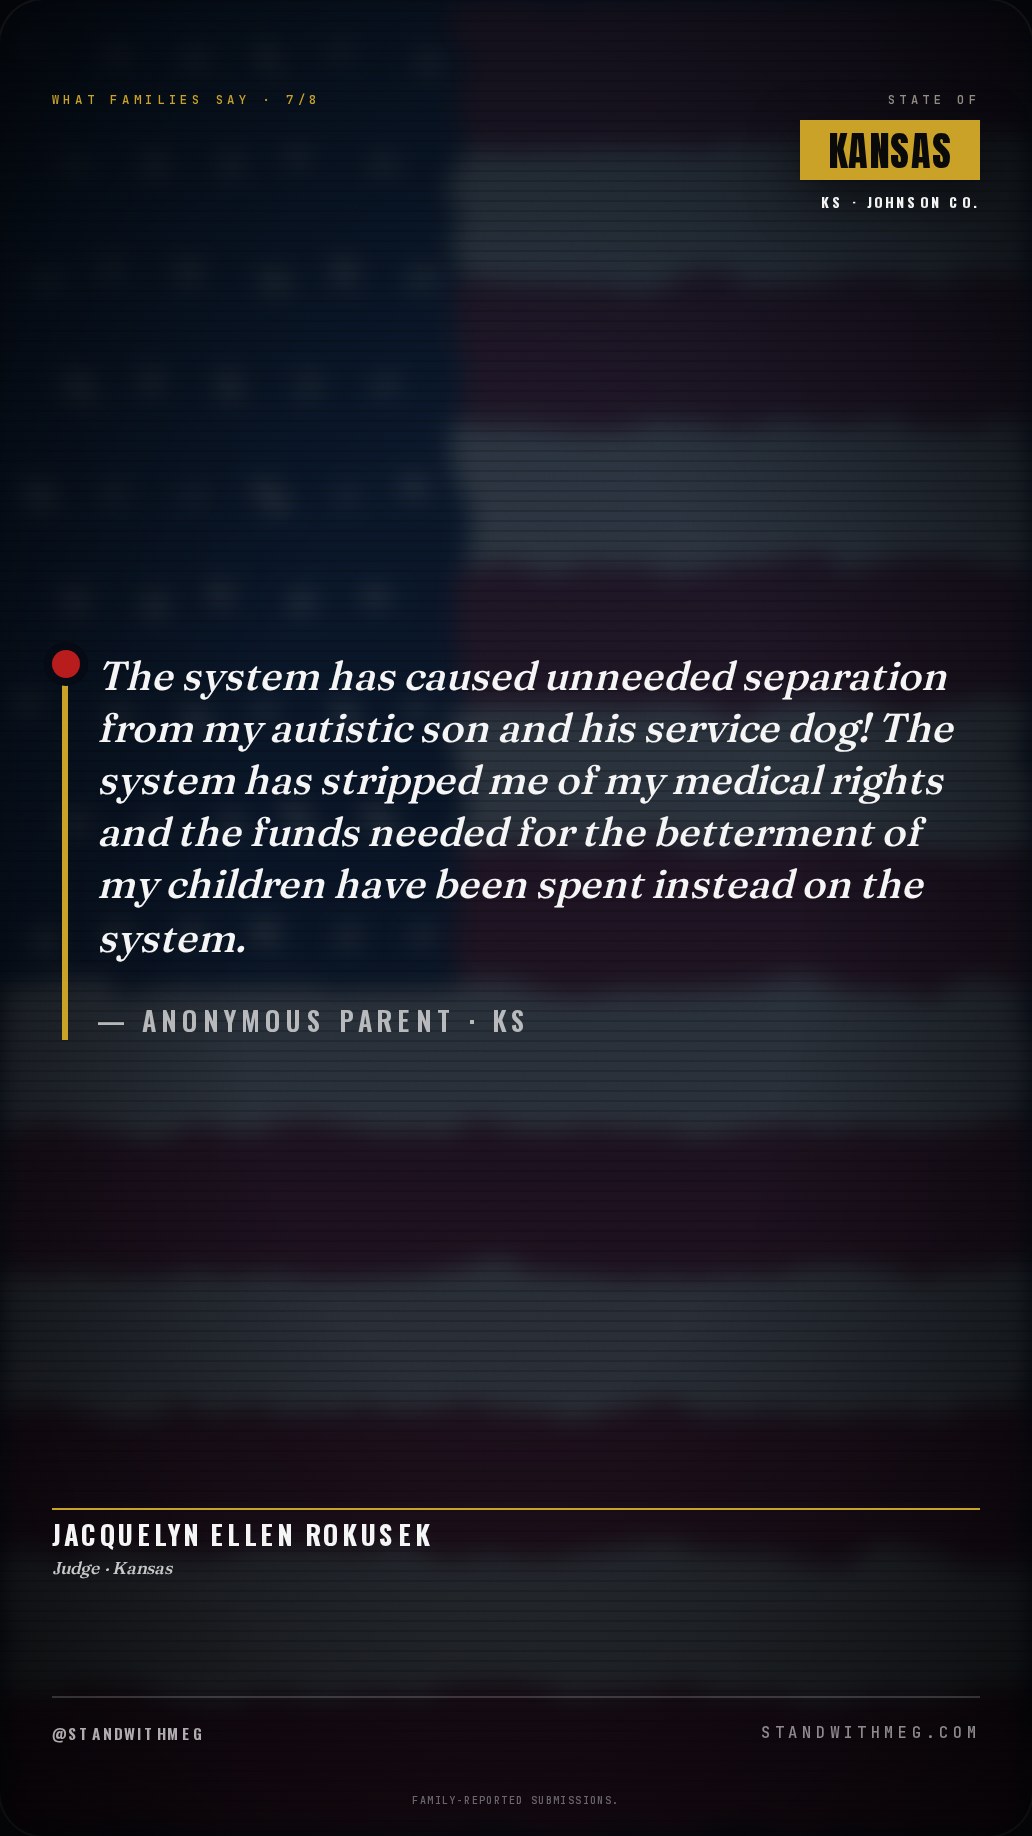 WHAT FAMILIES SAY · 7/8
STATE OF
KANSAS
KS · JOHNSON CO.
The system has caused unneeded separation
from my autistic son and his service dog! The
system has stripped me of my medical rights
and the funds needed for the betterment of
my children have been spent instead on the
system.
— ANONYMOUS PARENT · KS
JACQUELYN ELLEN ROKUSEK
Judge · Kansas
@STANDWITHMEG
STANDWITHMEG.COM
FAMILY-REPORTED SUBMISSIONS.